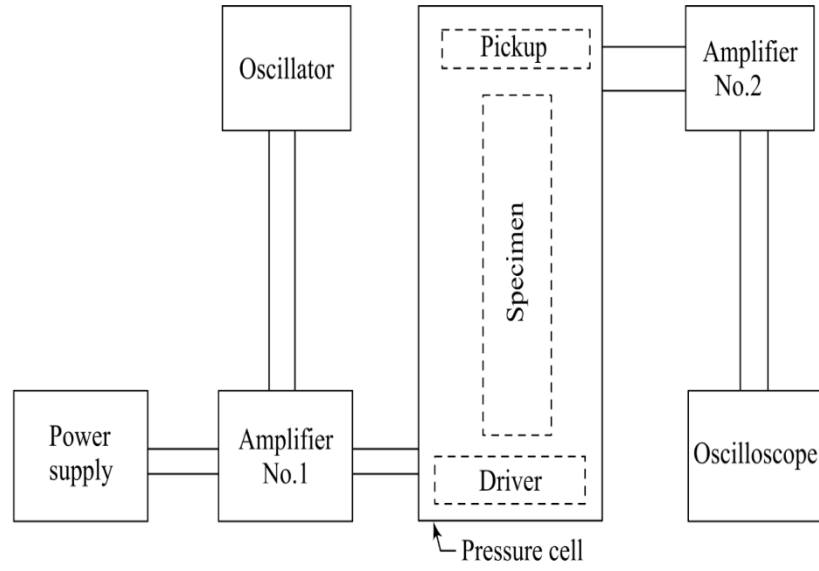 Oscillator
Pickup
Amplifier
No.2
Specimen
Power
supply
Amplifier
No.1
Driver
Oscilloscope
Pressure cell